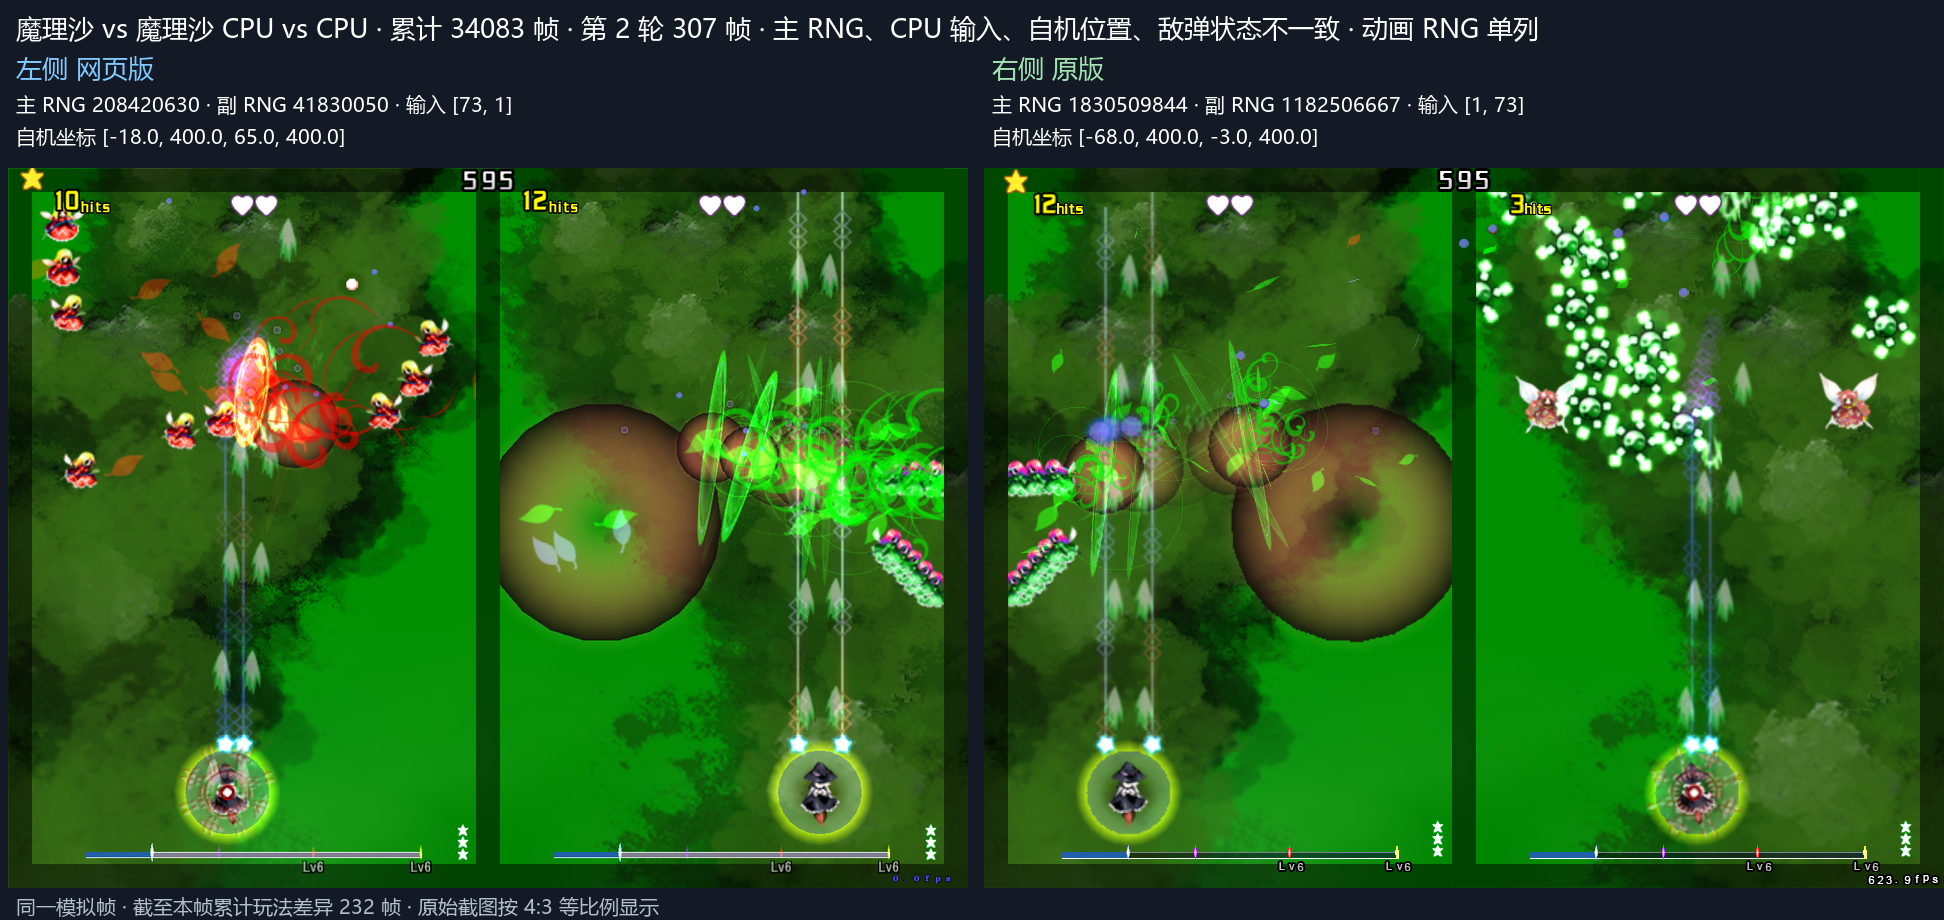 魔理沙 vs 魔理沙 CPU vs CPU · 累计 34083 帧 · 第 2 轮 307 帧 · 主 RNG、CPU 输入、自机位置、敌弹状态不一致 · 动画 RNG 单列
左侧 网页版
主 RNG 208420630 · 副 RNG 41830050 · 输入 [73, 1]
自机坐标 [-18.0, 400.0, 65.0, 400.0]
右侧 原版
主 RNG 1830509844 · 副 RNG 1182506667 · 输入 [1, 73]
自机坐标 [-68.0, 400.0, -3.0, 400.0]
595
10hits
12hits
Lv6
Lv6
Lv6
Lv6
0.0fps
595
12hits
3hits
Lv6
Lv6
Lv6
Lv6
623.9fps
同一模拟帧 · 截至本帧累计玩法差异 232 帧 · 原始截图按 4:3 等比例显示